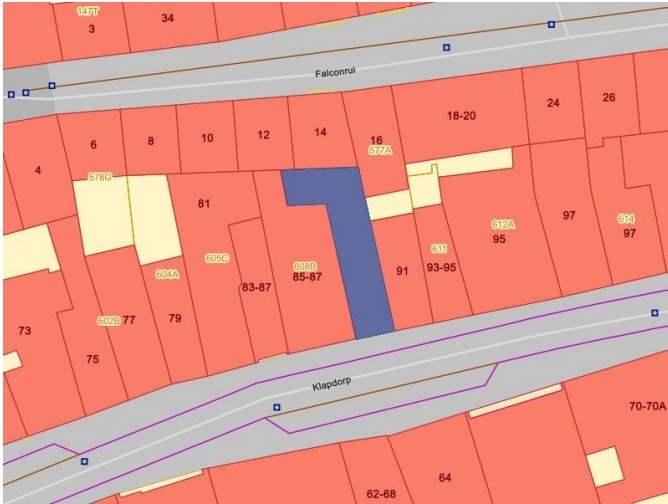 147T
3
34
Falconrui
4
6
8
10
12
14
16
577A
18-20
24
26
578G
81
605C
604A
608B
85-87
83-87
91
611
93-95
612A
95
97
614
97
73
602B
77
75
79
Klapdorp
70-70A
62-68
64